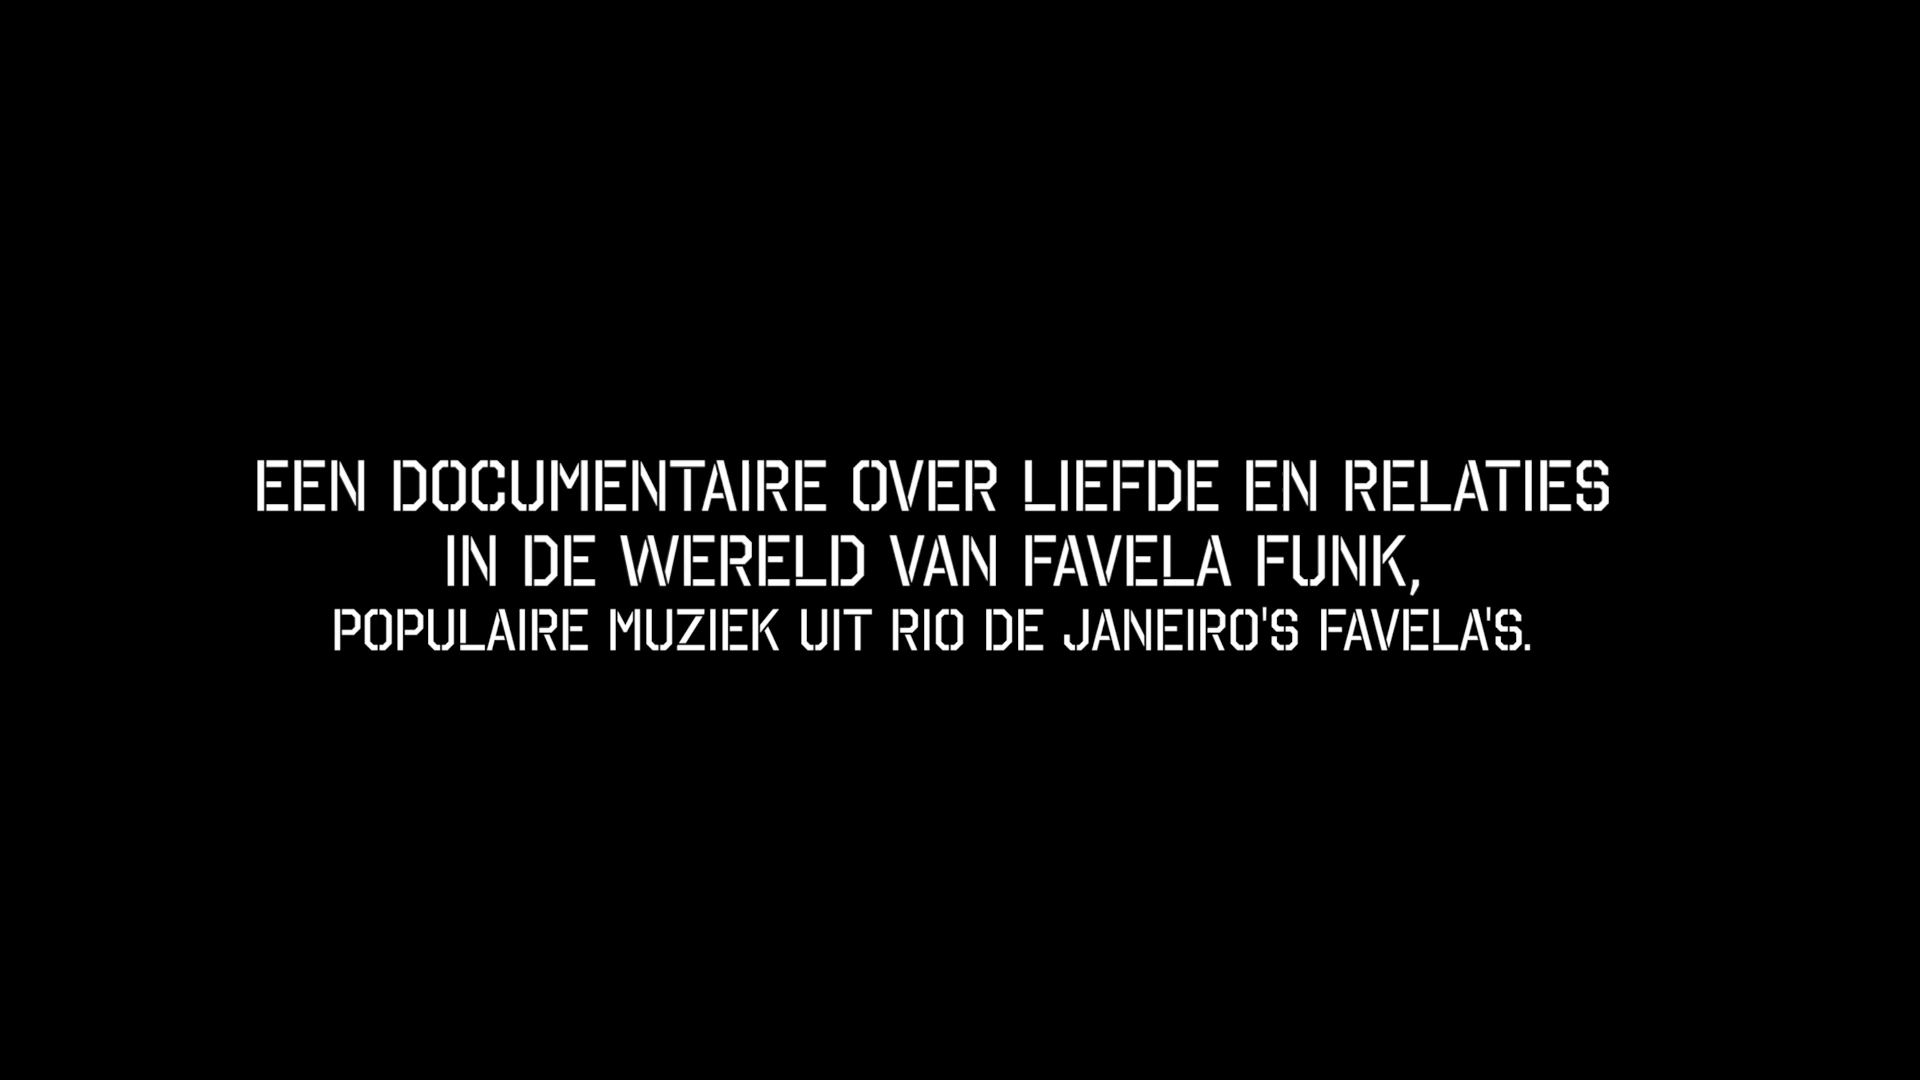 EEN DOCUMENTAIRE OVER LIEFDE EN RELATIES
IN DE WERELD VAN FAVELA FUNK,
POPULAIRE MUZIEK UIT RIO DE JANEIRO'S FAVELA'S.